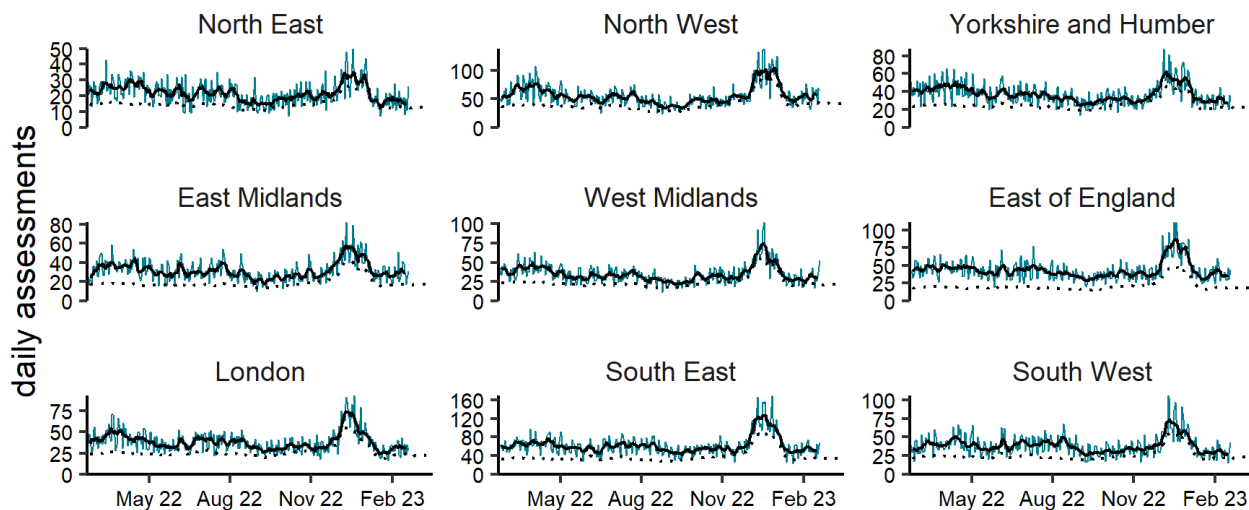 North East
North West
Yorkshire and Humber
50
40
30
20
10
0
100
50
0
80
60
40
20
0
daily assessments
East Midlands
West Midlands
East of England
80
60
40
20
0
100
75
50
25
0
100
75
50
25
0
London
South East
South West
75
50
25
0
160
120
80
40
0
100
75
50
25
0
May 22
Aug 22
Nov 22
Feb 23
May 22
Aug 22
Nov 22
Feb 23
May 22
Aug 22
Nov 22
Feb 23